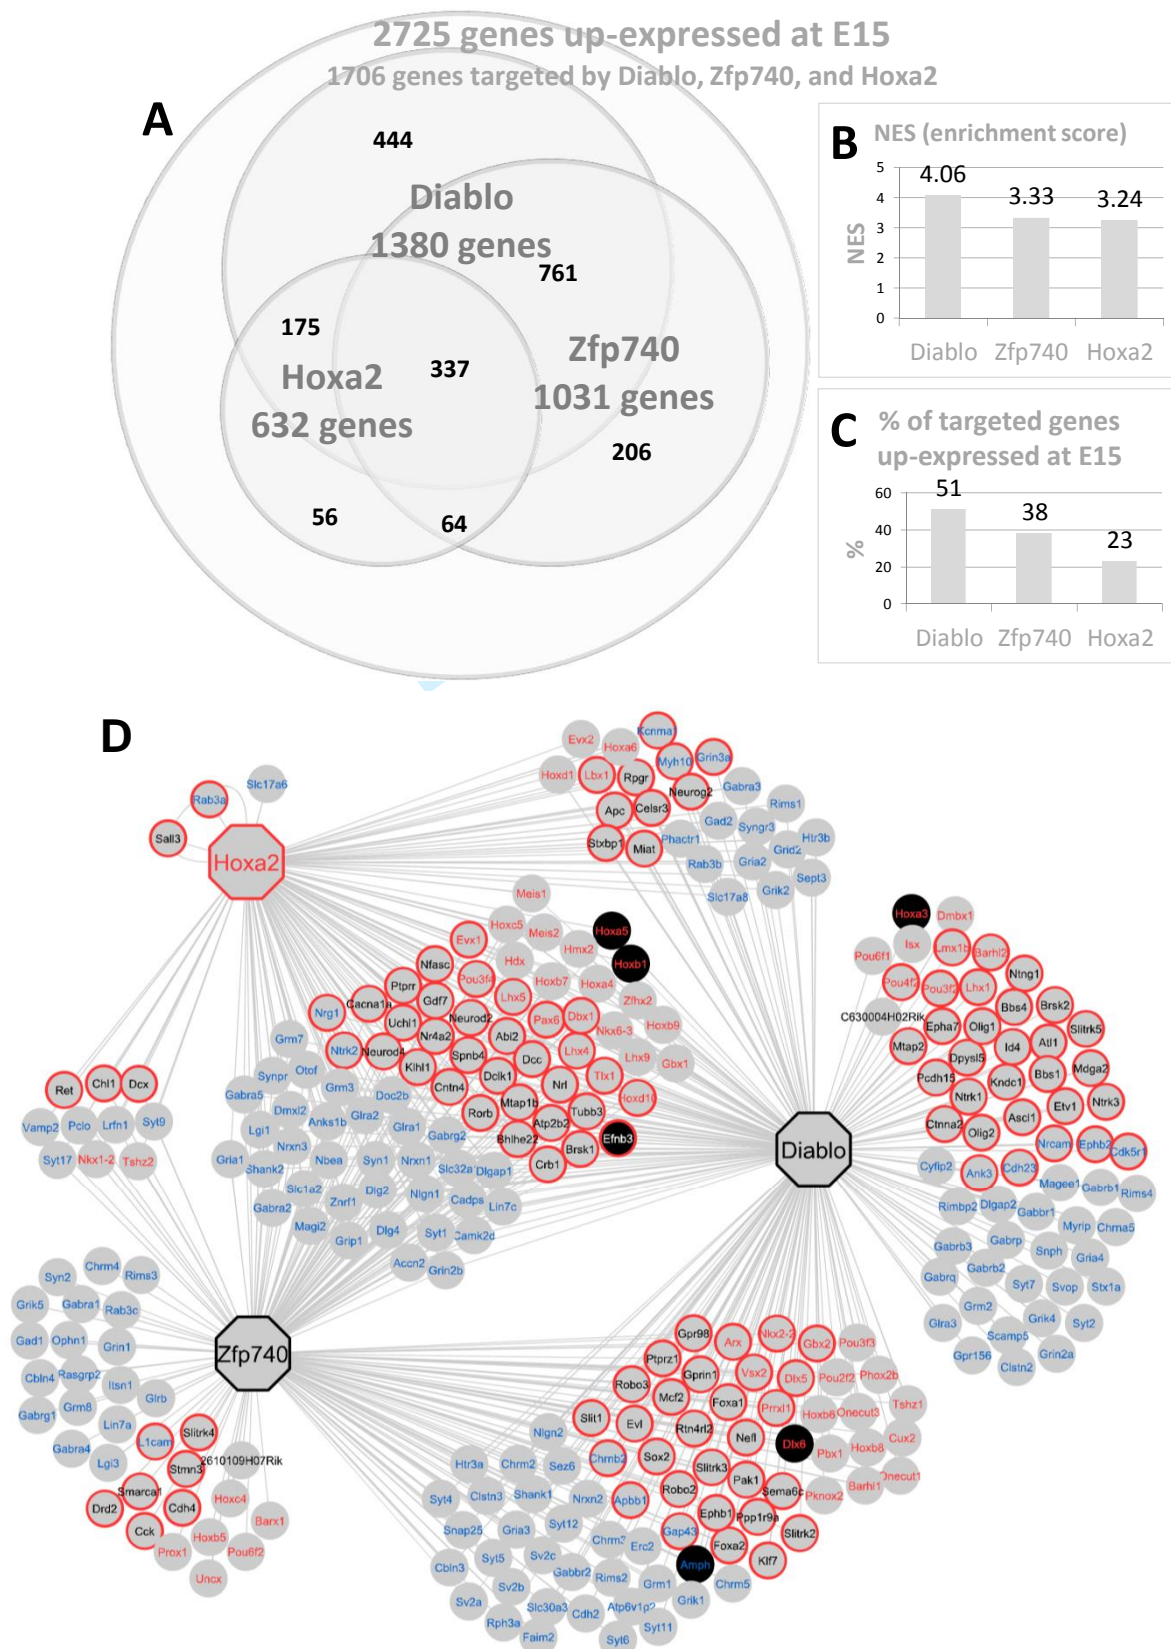 2725 genes up-expressed at E15
1706 genes targeted by Diablo, Zfp740, and Hoxa2
A
444
Diablo
1380 genes
761
175
Hoxa2
632 genes
337
Zfp740
1031 genes
206
56
64
B
NES (enrichment score)
NES
5
4
3
2
1
0
4.06
3.33
3.24
Diablo Zfp740 Hoxa2
C
% of targeted genes
up-expressed at E15
%
60
40
20
0
51
38
23
Diablo Zfp740 Hoxa2
D
Slc17a6
Rab3a
Sall3
Hoxa2
Evx2
Hoxa6
Kcnma1
Hoxd1
Lbx1
Rpgr
Myh10
Grin3a
Neurog2
Gabra3
Apc
Celsr3
Rims1
Gad2
Syngr3
Stxbp1
Miat
Phactr1
Htr3b
Rab3b
Gria2
Grid2
Slc17a8
Grik2
Sept3
Meis1
Hoxc5
Meis2
Hoxa5
Evx1
Hmx2
Hoxb1
Nfasc
Hdx
Ptprr
Pou3f4
Hoxb7
Hoxa4
Cacna1a
Gdf7
Lhx5
Zfhx2
Nrg1
Uchl1
Neurod2
Pax6
Dbx1
Hoxb9
Nr4a2
Abl2
Nkx6-3
Grm7
Ntrk2
Neurod4
Klhl1
Spnb4
Dcc
Lhx4
Lhx9
Gbx1
Synpr
Otof
Grm3
Doc2b
Cntn4
Dclk1
Nrl
Tlx1
Gabra5
Dmxl2
Glra2
Rorb
Mtap1b
Hoxd10
Lgi1
Anks1b
Glra1
Gabrg2
Atp2b2
Tubb3
Gria1
Nrxn3
Nbea
Syn1
Nrxn1
Bhlhe22
Brsk1
Efnb3
Shank2
Slc32a1
Dlgap1
Crb1
Slc1a2
Dlg2
Nlgn1
Cadps
Gabra2
Znrf1
Lin7c
Magi2
Grip1
Dlg4
Syt1
Camk2d
Accn2
Grin2b
Ret
Chl1
Dcx
Vamp2
Pclo
Lrfn1
Syt9
Syt17
Nkx1-2
Tshz2
Diablo
Hoxa3
Dmbx1
Pou6f1
Isx
Lmx1b
Barhl2
Pou4f2
Pou3f2
Lhx1
Ntng1
C630004H02Rik
Bbs4
Brsk2
Epha7
Olig1
Slitrk5
Mtap2
Id4
Atl1
Dpysl5
Mdga2
Pcdh15
Kndc1
Bbs1
Ntrk1
Etv1
Ntrk3
Ctnna2
Olig2
Ascl1
Nrcam
Ephb2
Cdk5r1
Cyfip2
Ank3
Cdh23
Magee1
Gabrb1
Rims4
Rimbp2
Dlgap2
Gabbr1
Myrip
Chrna5
Gabrb3
Gabrp
Snph
Gria4
Gabrq
Gabrb2
Syt7
Svop
Stx1a
Glra3
Grm2
Grik4
Syt2
Scamp5
Gpr156
Grin2a
Clstn2
Zfp740
Syn2
Chrm4
Rims3
Grik5
Gabra1
Rab3c
Gad1
Ophn1
Grin1
Cbln4
Rasgrp2
Itsn1
Gabrg1
Grm8
Glrb
Lin7a
Gabra4
L1cam
Slitrk4
Lgi3
Stmn3
2610109H07Rik
Smarca1
Drd2
Cdh4
Hoxc4
Cck
Hoxb5
Barx1
Prox1
Pou6f2
Uncx
Gpr98
Arx
Nkx2-2
Gbx2
Pou3f3
Ptprz1
Robo3
Gprin1
Vsx2
Dlx5
Pou2f2
Phox2b
Mcf2
Foxa1
Prrxl1
Tshz1
Slit1
Evl
Rtn4rl2
Hoxb6
Onecut3
Nlgn2
Nefl
Dlx6
Cux2
Chrnb2
Sox2
Pbx1
Hoxb8
Htr3a
Chrm2
Sez6
Slitrk3
Pak1
Onecut1
Barhl1
Syt4
Clstn3
Shank1
Nrxn2
Apbb1
Robo2
Sema6c
Pknox2
Snap25
Gria3
Syt12
Ephb1
Ppp1r9a
Gap43
Slitrk2
Erc2
Foxa2
Klf7
Cbln3
Syt5
Sv2c
Gabbr2
Rims2
Amph
Sv2b
Grm1
Chrm5
Sv2a
Slc30a3
Grik1
Rph3a
Cdh2
Atp6v1g2
Syt11
Faim2
Syt6